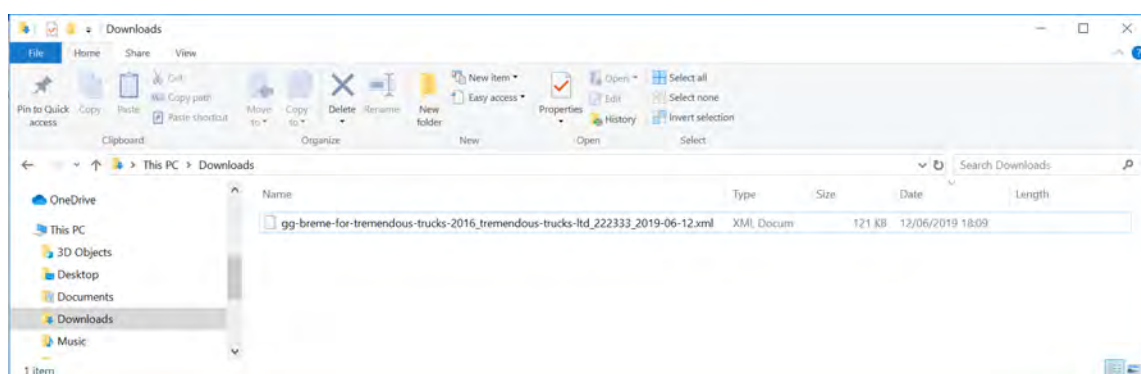 Downloads
File Home Share View
Pin to Quick access
Copy
Paste
Cut
Copy path
Paste shortcut
Clipboard
Move to
Copy to
Delete
Rename
Organize
New folder
New item
Easy access
New
Properties
Open
Edit
History
Open
Select all
Select none
Invert selection
Select
This PC > Downloads
Search Downloads
OneDrive
This PC
3D Objects
Desktop
Documents
Downloads
Music
Name Type Size Date Length
gg-breme-for-tremendous-trucks-2016_tremendous-trucks-ltd_222333_2019-06-12.xml XML Docum 121 KB 12/06/2019 18:09
1 item